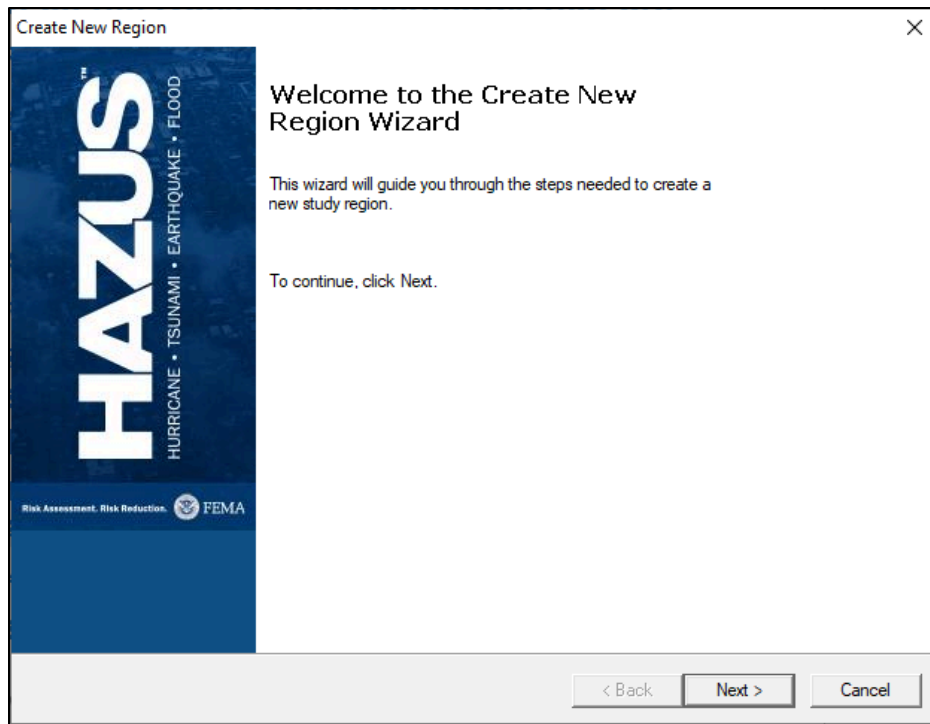 Create New Region
HAZUS™
HURRICANE • TSUNAMI • EARTHQUAKE • FLOOD
Risk Assessment. Risk Reduction. FEMA
Welcome to the Create New
Region Wizard
This wizard will guide you through the steps needed to create a
new study region.
To continue, click Next.
< Back Next > Cancel